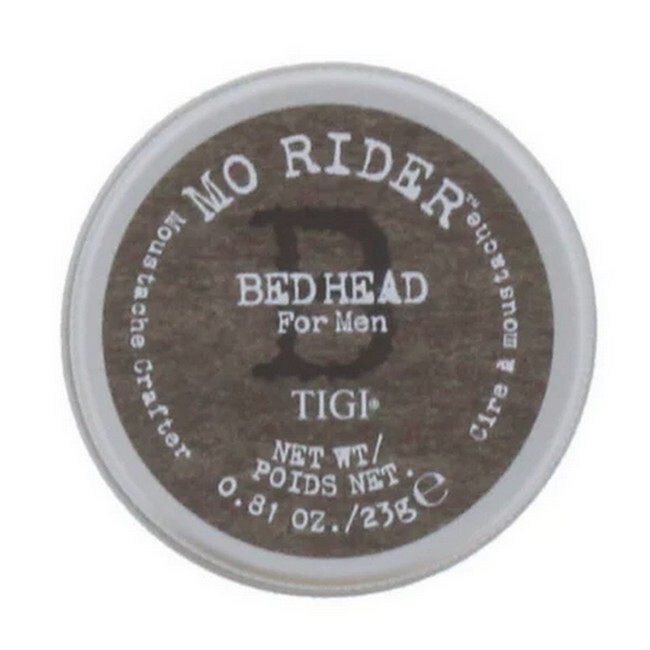 MO RIDER™
Moustache Crafter
Cire à moustache
B
BED HEAD
For Men
TIGI®
NET WT/
POIDS NET.
0.81 OZ./23g ℮